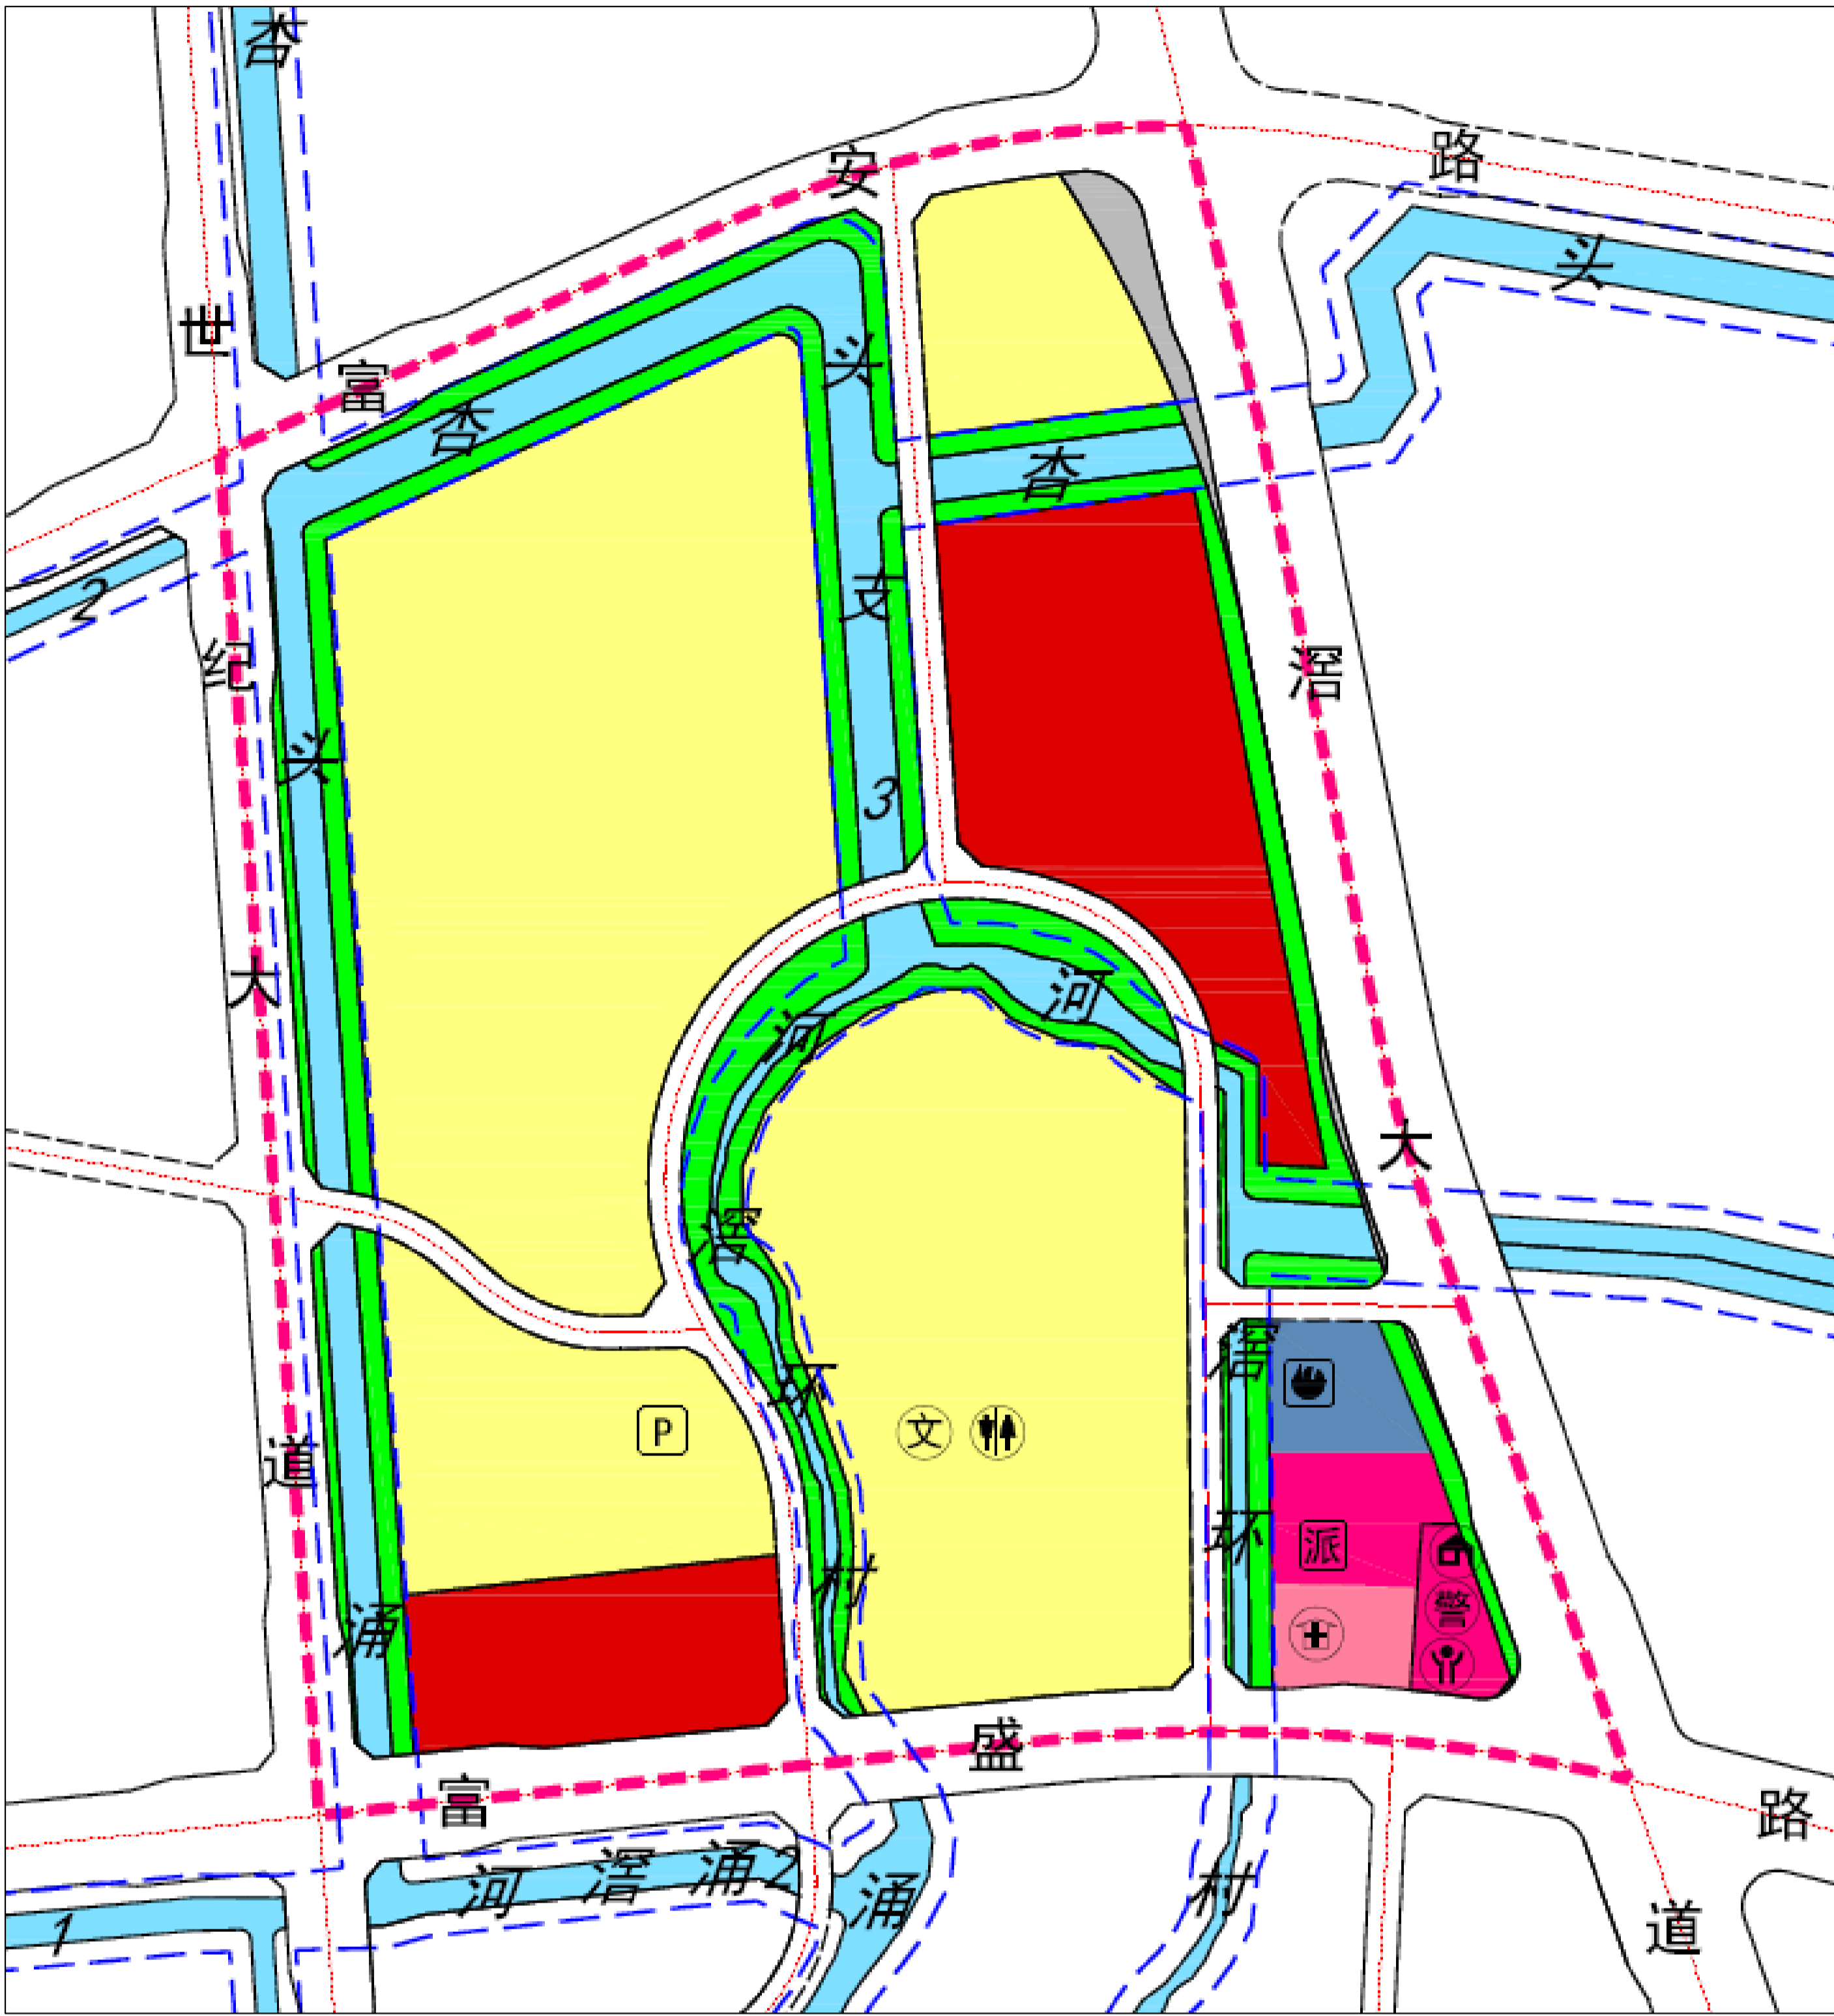 杏
安
路
头
世
富
杏
头
杏
2
支
纪
滘
头
3
大
河
河
大
滘
滘
环
P
文
道
环
派
警
村
涌
盛
富
路
河滘涌2
涌
村
1
道